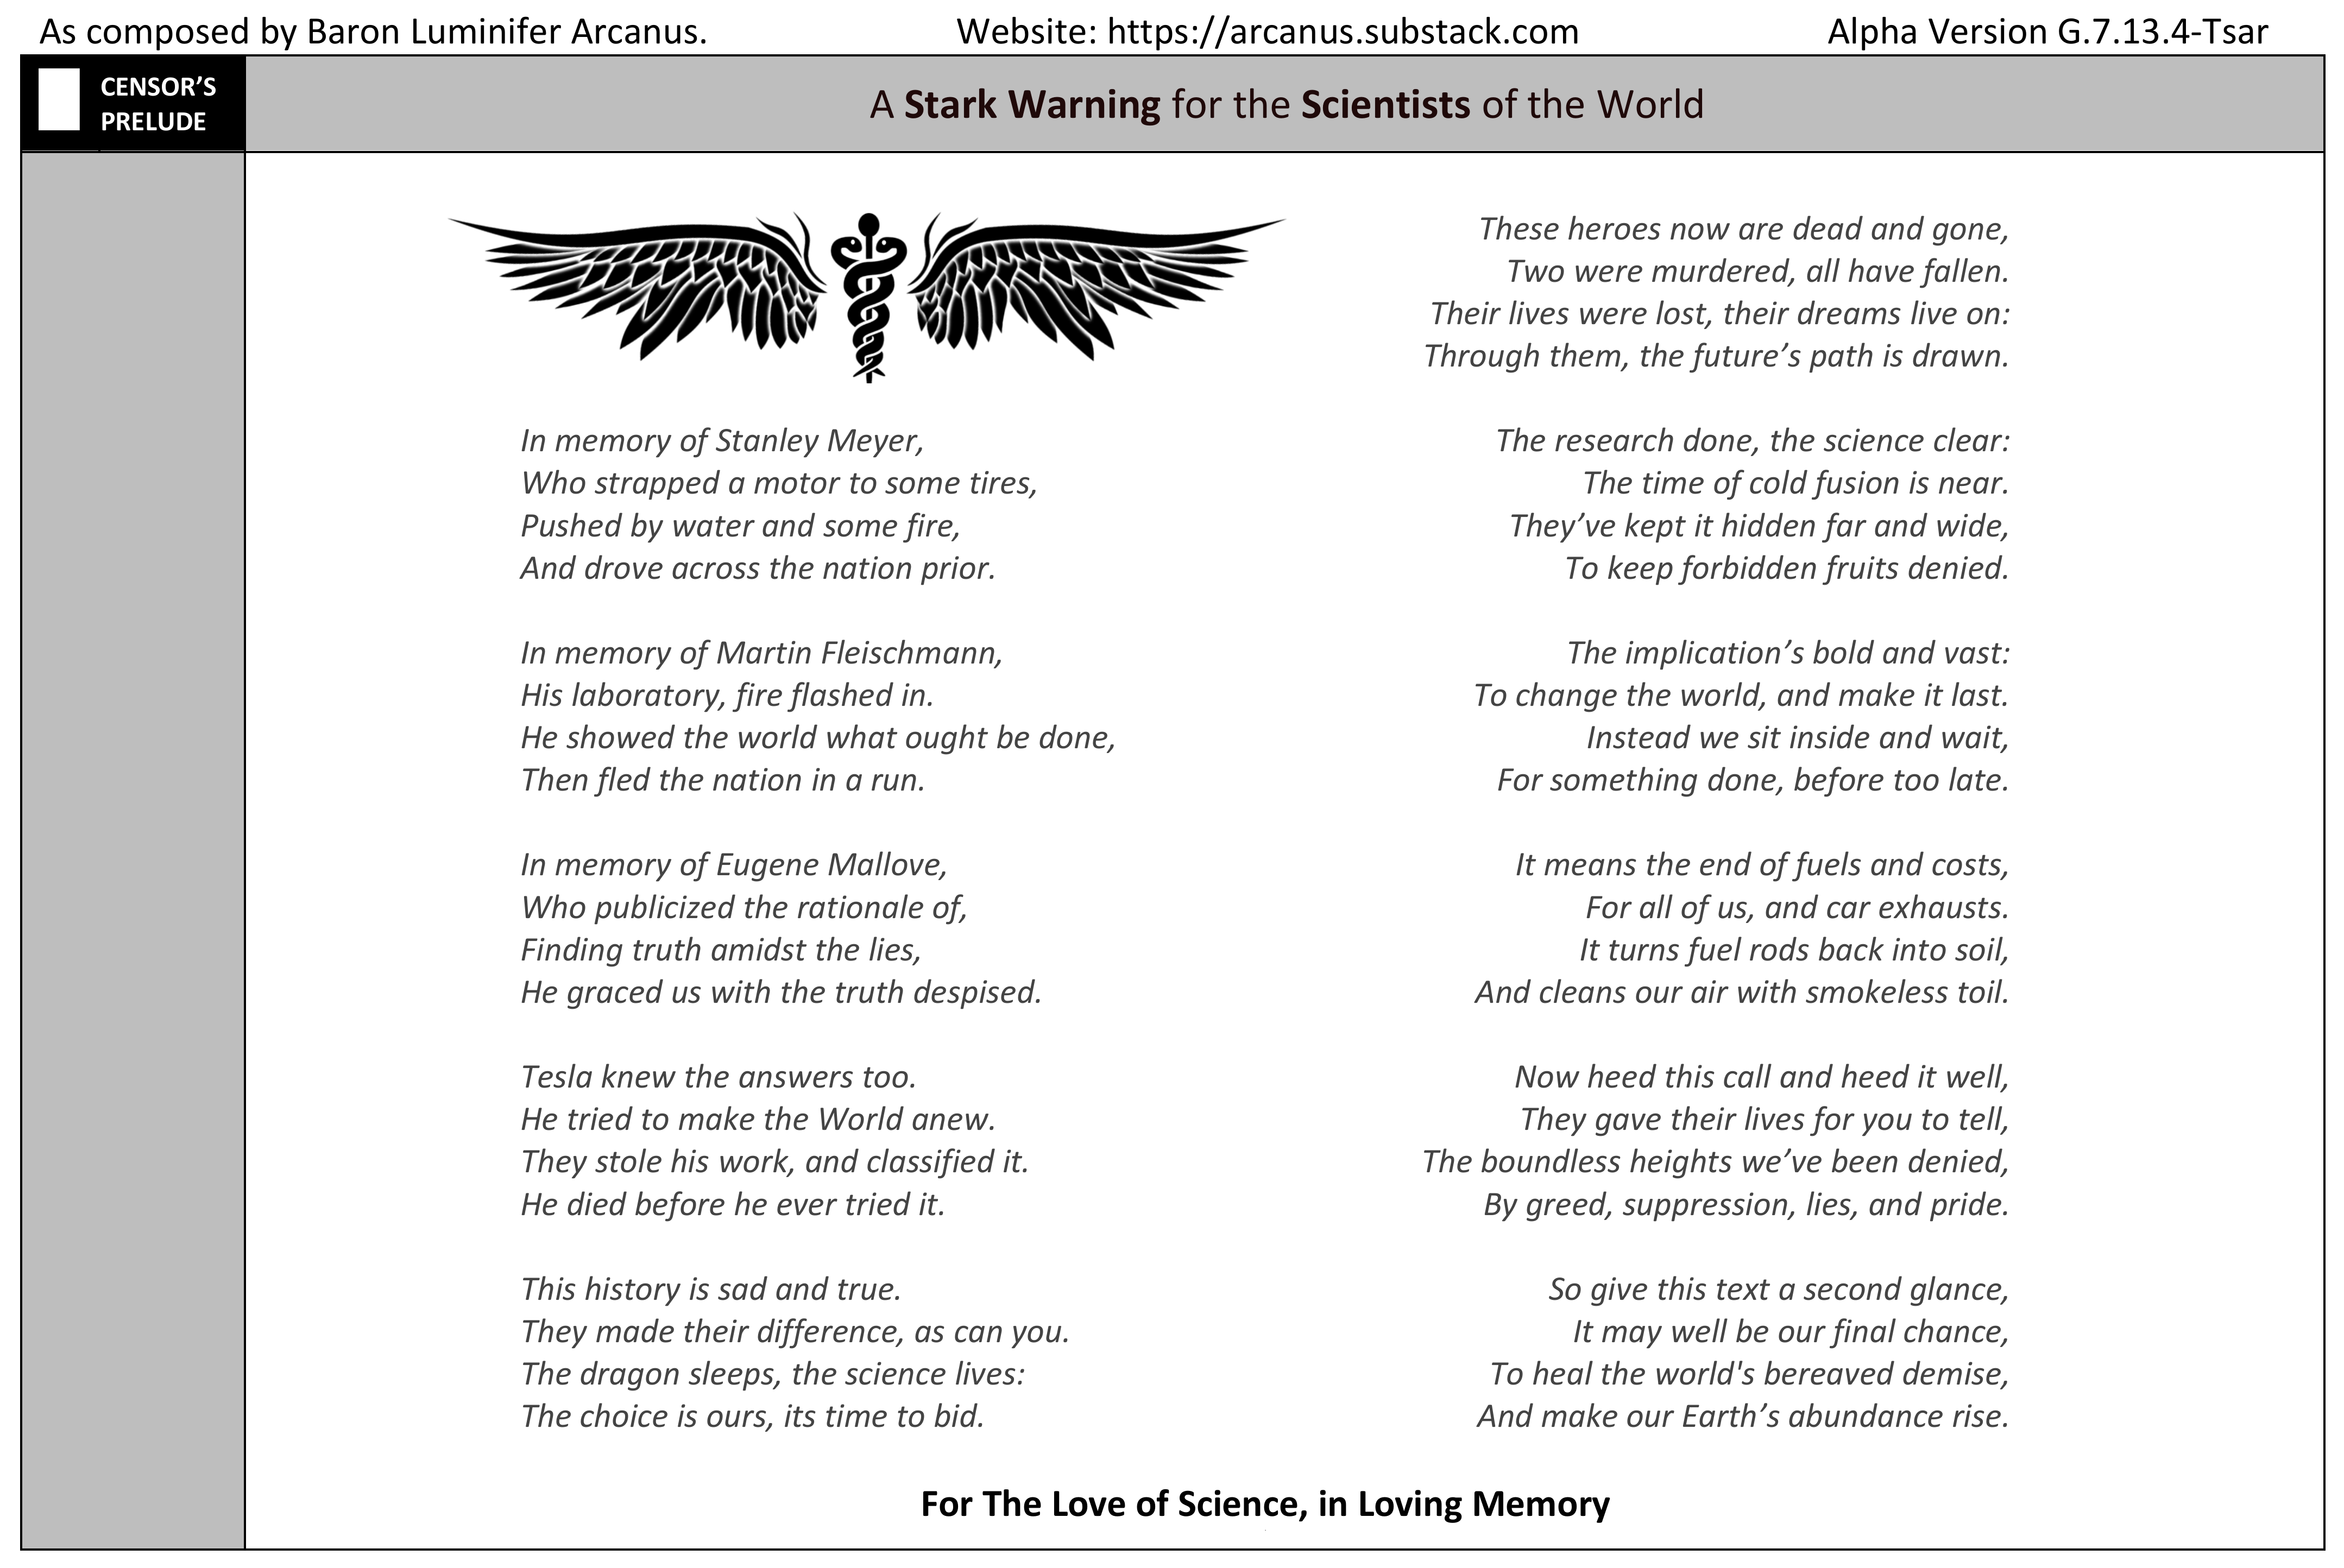 As composed by Baron Luminifer Arcanus.
Website: https://arcanus.substack.com
Alpha Version G.7.13.4-Tsar
CENSOR’S
PRELUDE
A Stark Warning for the Scientists of the World
In memory of Stanley Meyer,
Who strapped a motor to some tires,
Pushed by water and some fire,
And drove across the nation prior.
In memory of Martin Fleischmann,
His laboratory, fire flashed in.
He showed the world what ought be done,
Then fled the nation in a run.
In memory of Eugene Mallove,
Who publicized the rationale of,
Finding truth amidst the lies,
He graced us with the truth despised.
Tesla knew the answers too.
He tried to make the World anew.
They stole his work, and classified it.
He died before he ever tried it.
This history is sad and true.
They made their difference, as can you.
The dragon sleeps, the science lives:
The choice is ours, its time to bid.
These heroes now are dead and gone,
Two were murdered, all have fallen.
Their lives were lost, their dreams live on:
Through them, the future’s path is drawn.
The research done, the science clear:
The time of cold fusion is near.
They’ve kept it hidden far and wide,
To keep forbidden fruits denied.
The implication’s bold and vast:
To change the world, and make it last.
Instead we sit inside and wait,
For something done, before too late.
It means the end of fuels and costs,
For all of us, and car exhausts.
It turns fuel rods back into soil,
And cleans our air with smokeless toil.
Now heed this call and heed it well,
They gave their lives for you to tell,
The boundless heights we’ve been denied,
By greed, suppression, lies, and pride.
So give this text a second glance,
It may well be our final chance,
To heal the world's bereaved demise,
And make our Earth’s abundance rise.
For The Love of Science, in Loving Memory